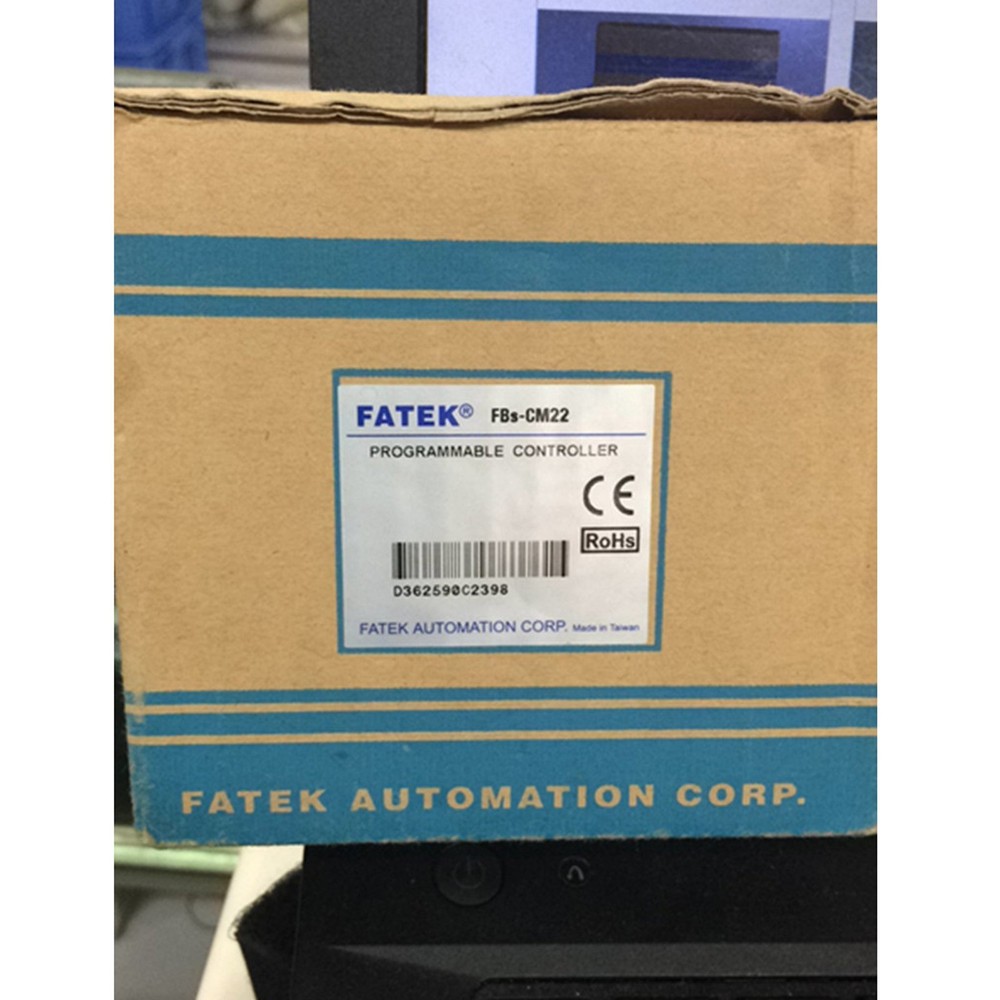 FATEK® FBs-CM22
PROGRAMMABLE CONTROLLER
CE
RoHs
D362590C2398
FATEK AUTOMATION CORP. Made in Taiwan
FATEK AUTOMATION CORP.